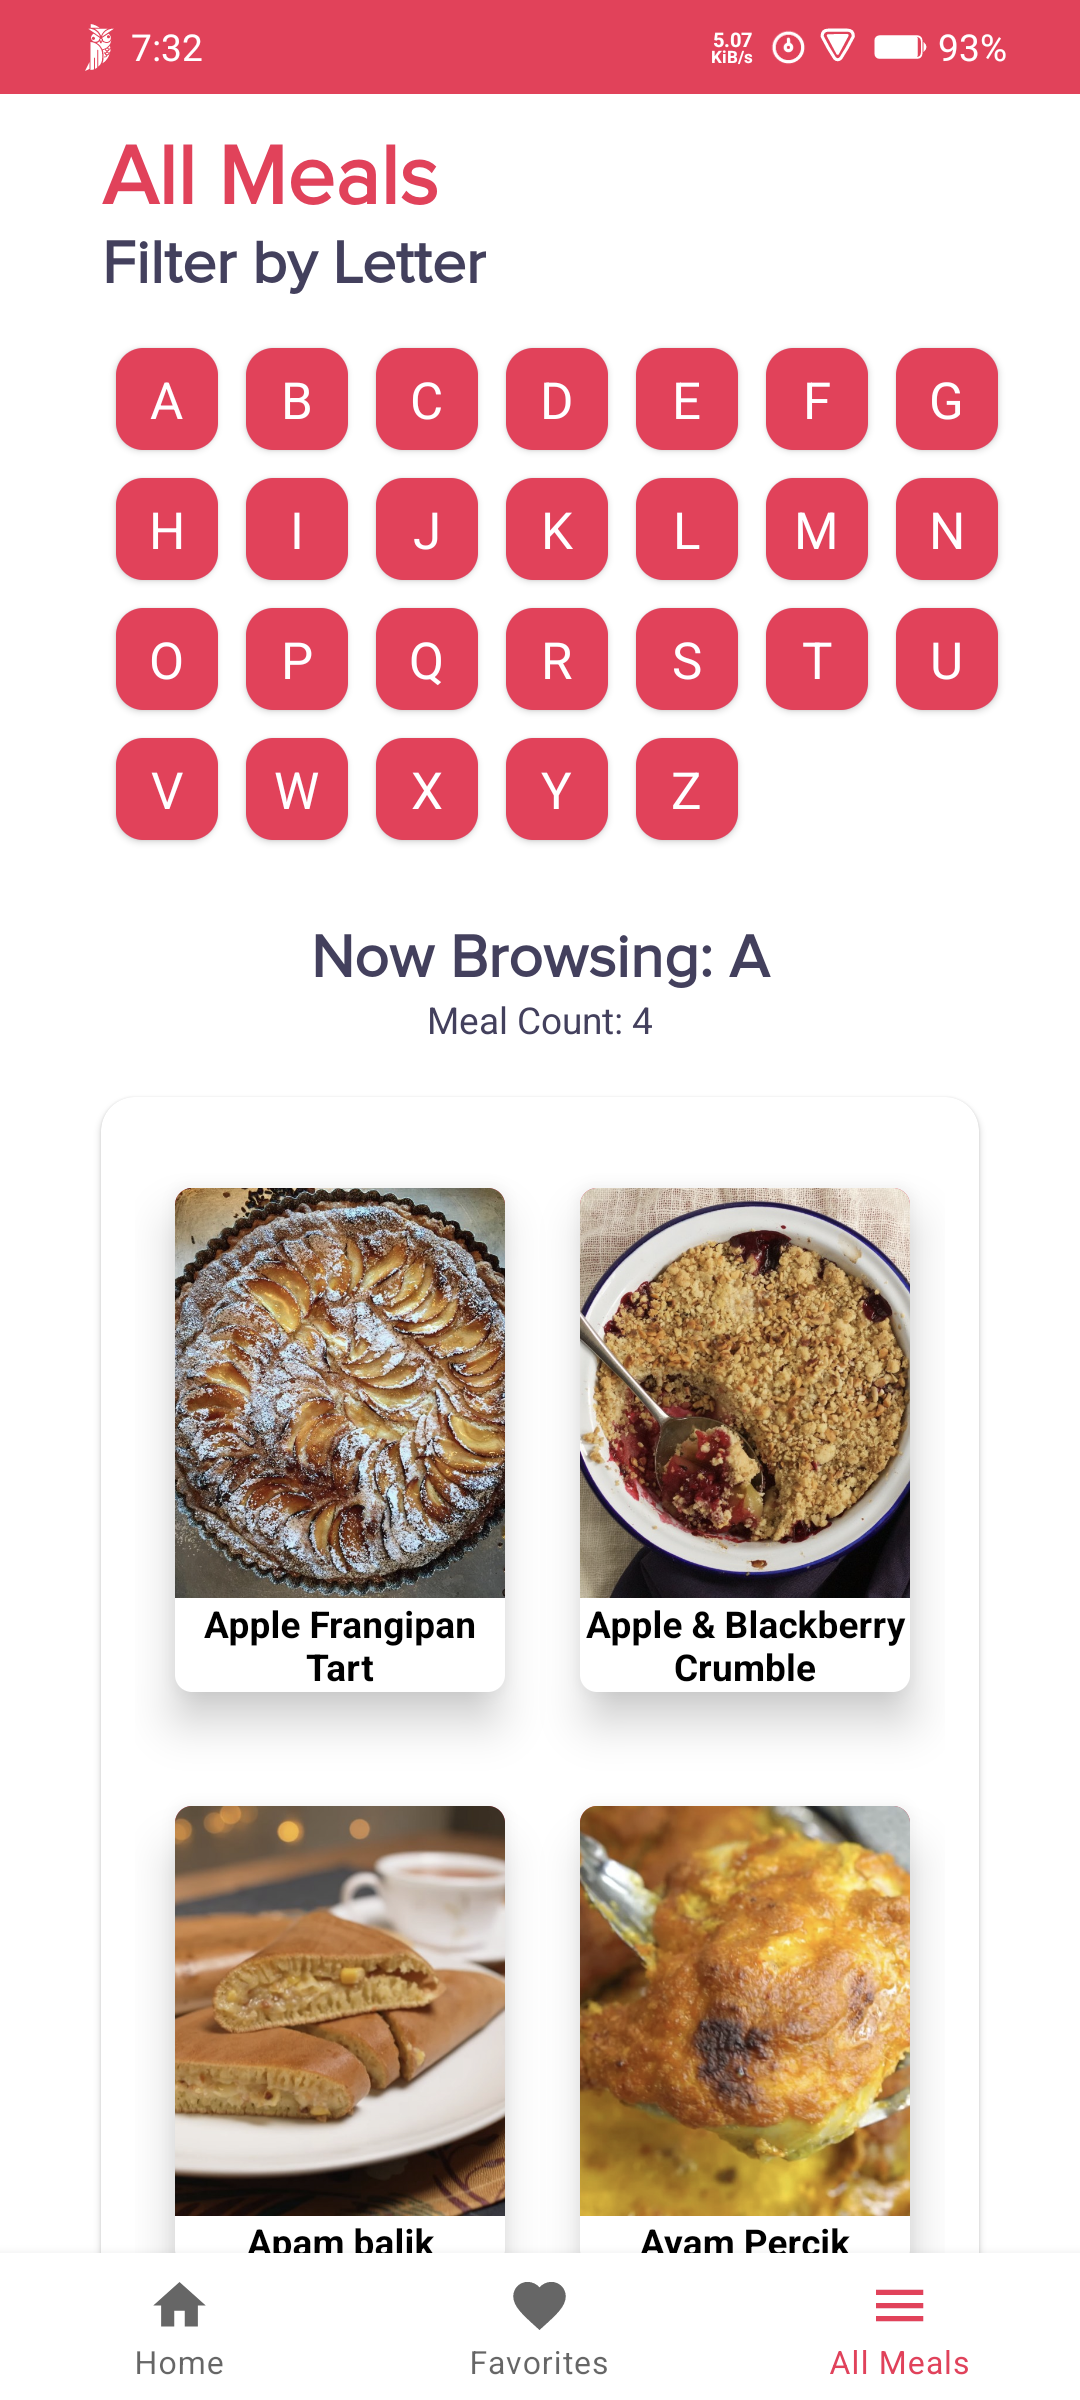 7:32
5.07
KiB/s
93%
All Meals
Filter by Letter
A B C D E F G
H I J K L M N
O P Q R S T U
V W X Y Z
Now Browsing: A
Meal Count: 4
Apple Frangipan
Tart
Apple & Blackberry
Crumble
Apam balik
Ayam Percik
Home
Favorites
All Meals